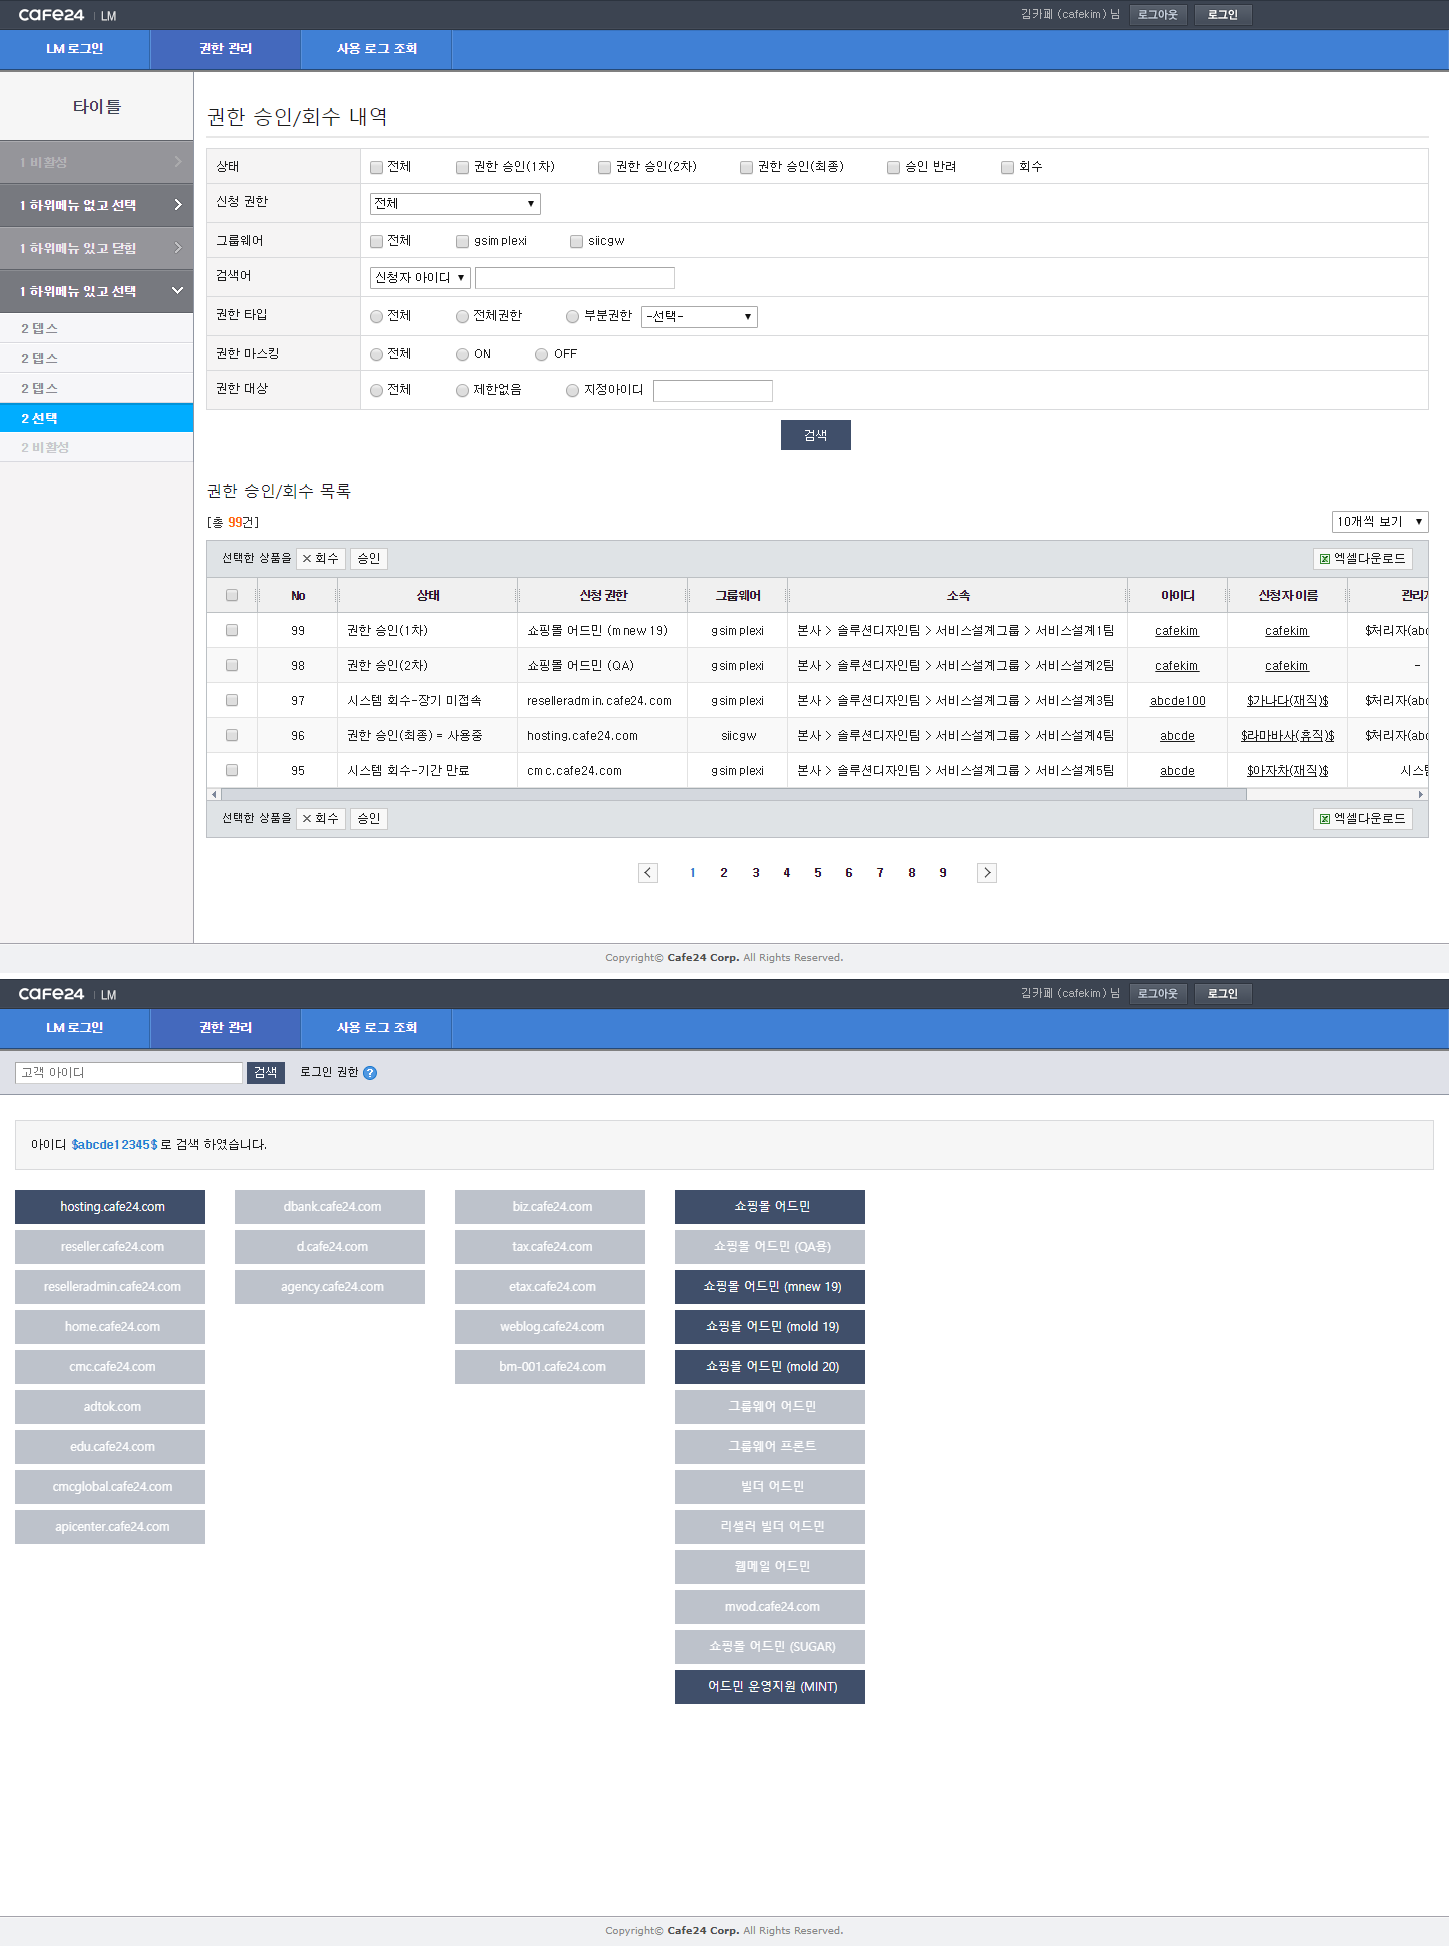 cafe24 | LM 김카페 (cafekim) 님 로그아웃 로그인
LM 로그인 권한 관리 사용 로그 조회
타이틀
1 비활성
1 하위메뉴 없고 선택
1 하위메뉴 있고 닫힘
1 하위메뉴 있고 선택
2 뎁스
2 뎁스
2 뎁스
2 선택
2 비활성
권한 승인/회수 내역
상태 전체 권한 승인(1차) 권한 승인(2차) 권한 승인(최종) 승인 반려 회수
신청 권한 전체
그룹웨어 전체 gsimplexi siicgw
검색어 신청자 아이디
권한 타입 전체 전체권한 부분권한 -선택-
권한 마스킹 전체 ON OFF
권한 대상 전체 제한없음 지정아이디
검색
권한 승인/회수 목록
[총 99건] 10개씩 보기
선택한 상품을 회수 승인 엑셀다운로드
No 상태 신청 권한 그룹웨어 소속 아이디 신청자 이름 관리
99 권한 승인(1차) 쇼핑몰 어드민 (mnew 19) gsimplexi 본사 > 솔루션디자인팀 > 서비스설계그룹 > 서비스설계1팀 cafekim cafekim $처리자(abc
98 권한 승인(2차) 쇼핑몰 어드민 (QA) gsimplexi 본사 > 솔루션디자인팀 > 서비스설계그룹 > 서비스설계2팀 cafekim cafekim -
97 시스템 회수-장기 미접속 reselleradmin.cafe24.com gsimplexi 본사 > 솔루션디자인팀 > 서비스설계그룹 > 서비스설계3팀 abcde100 $가나다(재직)$ $처리자(abc
96 권한 승인(최종) = 사용중 hosting.cafe24.com siicgw 본사 > 솔루션디자인팀 > 서비스설계그룹 > 서비스설계4팀 abcde $라마바사(휴직)$ $처리자(abc
95 시스템 회수-기간 만료 cmc.cafe24.com gsimplexi 본사 > 솔루션디자인팀 > 서비스설계그룹 > 서비스설계5팀 abcde $아자차(재직)$ 시스
선택한 상품을 회수 승인 엑셀다운로드
1 2 3 4 5 6 7 8 9
Copyright© Cafe24 Corp. All Rights Reserved.
cafe24 | LM 김카페 (cafekim) 님 로그아웃 로그인
LM 로그인 권한 관리 사용 로그 조회
고객 아이디 검색 로그인 권한 ?
아이디 $abcde12345$ 로 검색 하였습니다.
hosting.cafe24.com dbank.cafe24.com biz.cafe24.com 쇼핑몰 어드민
reseller.cafe24.com d.cafe24.com tax.cafe24.com 쇼핑몰 어드민 (QA용)
reselleradmin.cafe24.com agency.cafe24.com etax.cafe24.com 쇼핑몰 어드민 (mnew 19)
home.cafe24.com weblog.cafe24.com 쇼핑몰 어드민 (mold 19)
cmc.cafe24.com bm-001.cafe24.com 쇼핑몰 어드민 (mold 20)
adtok.com 그룹웨어 어드민
edu.cafe24.com 그룹웨어 프론트
cmcglobal.cafe24.com 빌더 어드민
apicenter.cafe24.com 리셀러 빌더 어드민
웹메일 어드민
mvod.cafe24.com
쇼핑몰 어드민 (SUGAR)
어드민 운영지원 (MINT)
Copyright© Cafe24 Corp. All Rights Reserved.